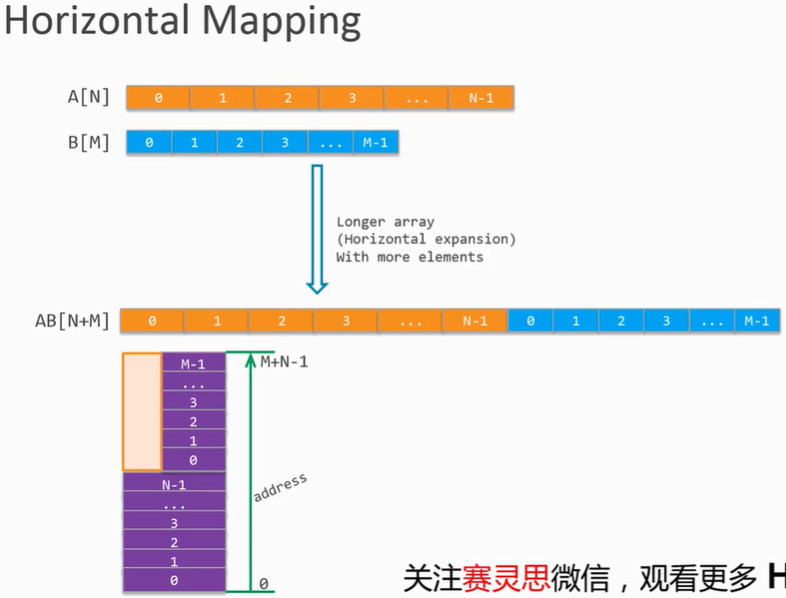 Horizontal Mapping
A[N] 0 1 2 3 ... N-1
B[M] 0 1 2 3 ... M-1
Longer array
(Horizontal expansion)
With more elements
AB[N+M] 0 1 2 3 ... N-1 0 1 2 3 ... M-1
M-1 M+N-1
...
3
2
1
0
N-1
address
...
3
2
1
0 0
关注赛灵思微信，观看更多 H